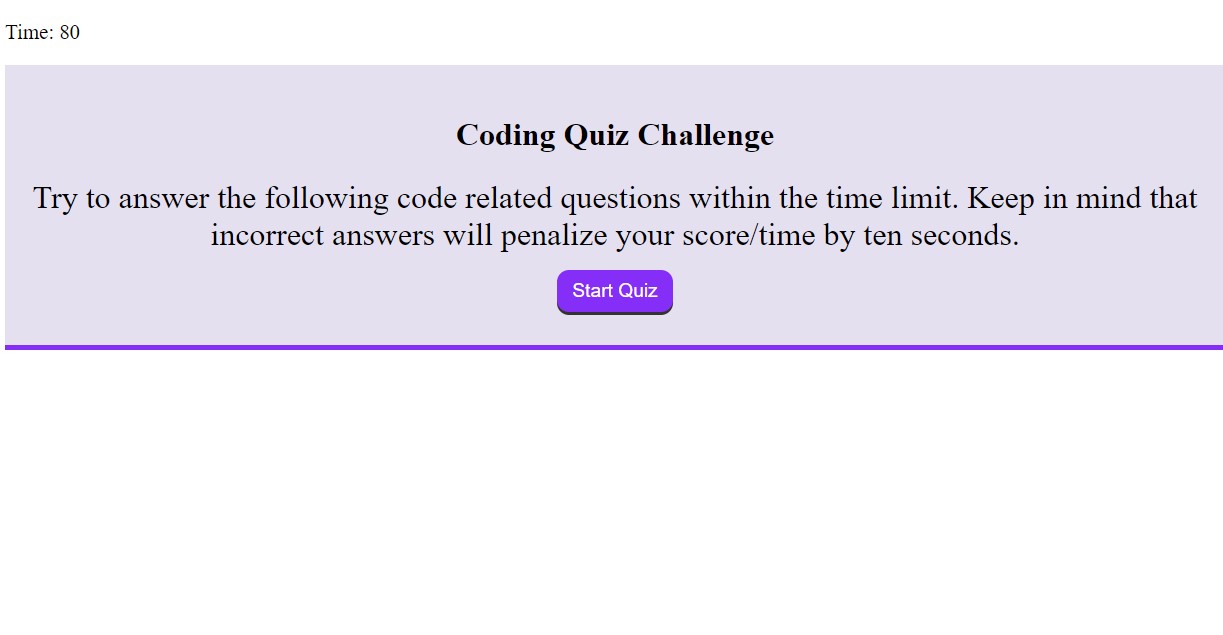 Time: 80
Coding Quiz Challenge
Try to answer the following code related questions within the time limit. Keep in mind that
incorrect answers will penalize your score/time by ten seconds.
Start Quiz